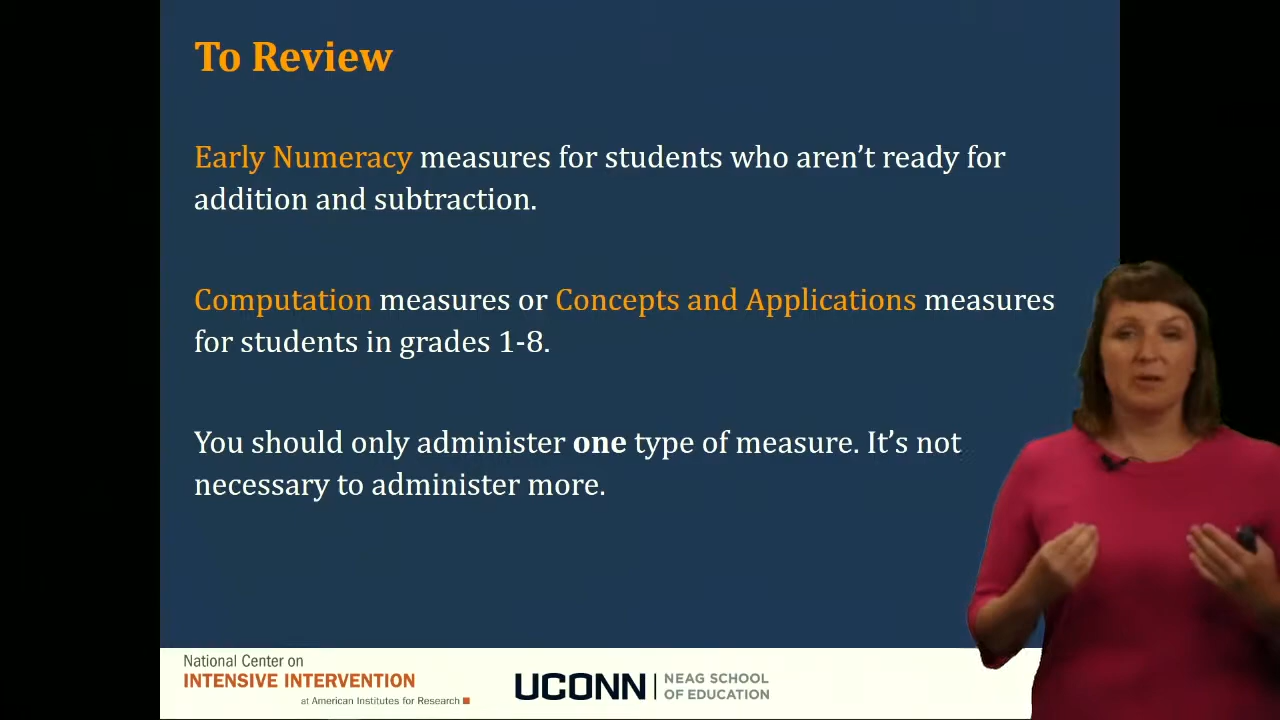 To Review
Early Numeracy measures for students who aren’t ready for
addition and subtraction.
Computation measures or Concepts and Applications measures
for students in grades 1-8.
You should only administer one type of measure. It’s not
necessary to administer more.
National Center on
INTENSIVE INTERVENTION
at American Institutes for Research
UCONN
NEAG SCHOOL
OF EDUCATION